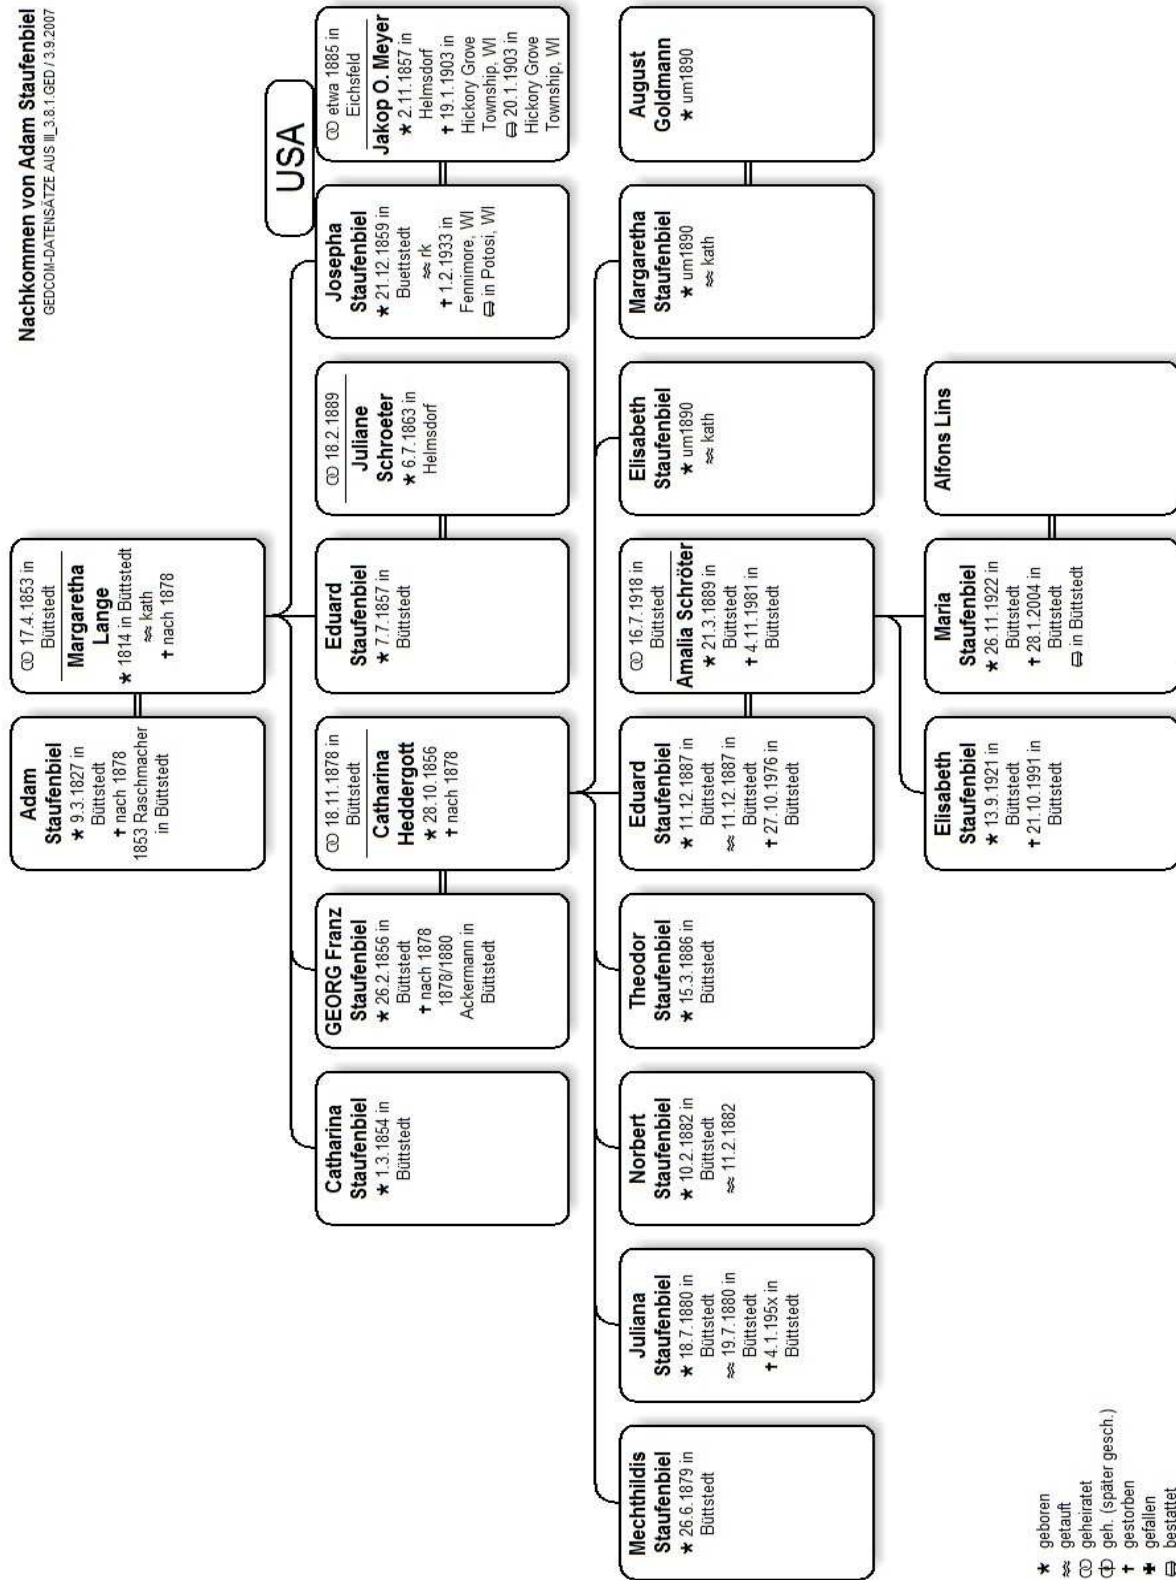 Nachkommen von Adam Staufenbiel
GEDCOM-DATENSÄTZE AUS III_3.8.1.GED / 3.9.2007
Adam
Staufenbiel
★ 9.3.1827 in
Büttstedt
✝ nach 1878
1853 Raschmacher
in Büttstedt
⚭ 17.4.1853 in
Büttstedt
Margaretha
Lange
★ 1814 in Büttstedt
≈ kath
✝ nach 1878
USA
Catharina
Staufenbiel
★ 1.3.1854 in
Büttstedt
GEORG Franz
Staufenbiel
★ 26.2.1856 in
Büttstedt
✝ nach 1878
1878/1880
Ackermann in
Büttstedt
⚭ 18.11.1878 in
Büttstedt
Catharina
Heddergott
★ 28.10.1856
✝ nach 1878
Eduard
Staufenbiel
★ 7.7.1857 in
Büttstedt
⚭ 18.2.1889
Juliane
Schroeter
★ 6.7.1863 in
Helmsdorf
Josepha
Staufenbiel
★ 21.12.1859 in
Buettstedt
≈ rk
✝ 1.2.1933 in
Fennimore, WI
⚰ in Potosi, WI
⚭ etwa 1885 in
Eichsfeld
Jakop O. Meyer
★ 2.11.1857 in
Helmsdorf
✝ 19.1.1903 in
Hickory Grove
Township, WI
⚰ 20.1.1903 in
Hickory Grove
Township, WI
Mechthildis
Staufenbiel
★ 26.6.1879 in
Büttstedt
Juliana
Staufenbiel
★ 18.7.1880 in
Büttstedt
≈ 19.7.1880 in
Büttstedt
✝ 4.1.195x in
Büttstedt
Norbert
Staufenbiel
★ 10.2.1882 in
Büttstedt
≈ 11.2.1882
Theodor
Staufenbiel
★ 15.3.1886 in
Büttstedt
Eduard
Staufenbiel
★ 11.12.1887 in
Büttstedt
≈ 11.12.1887 in
Büttstedt
✝ 27.10.1976 in
Büttstedt
⚭ 16.7.1918 in
Büttstedt
Amalia Schröter
★ 21.3.1889 in
Büttstedt
✝ 4.11.1981 in
Büttstedt
Elisabeth
Staufenbiel
★ um1890
≈ kath
Margaretha
Staufenbiel
★ um1890
≈ kath
August
Goldmann
★ um1890
Elisabeth
Staufenbiel
★ 13.9.1921 in
Büttstedt
✝ 21.10.1991 in
Büttstedt
Maria
Staufenbiel
★ 26.11.1922 in
Büttstedt
✝ 28.1.2004 in
Büttstedt
⚰ in Büttstedt
Alfons Lins
★ geboren
≈ getauft
⚭ geheiratet
⚮ geh. (später gesch.)
✝ gestorben
✚ gefallen
⚰ bestattet